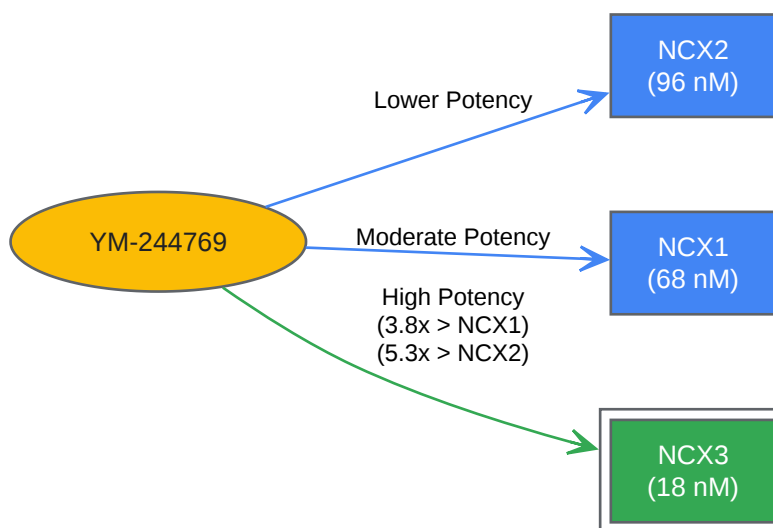 NCX2
(96 nM)
Lower Potency
YM-244769
Moderate Potency
NCX1
(68 nM)
High Potency
(3.8x > NCX1)
(5.3x > NCX2)
NCX3
(18 nM)